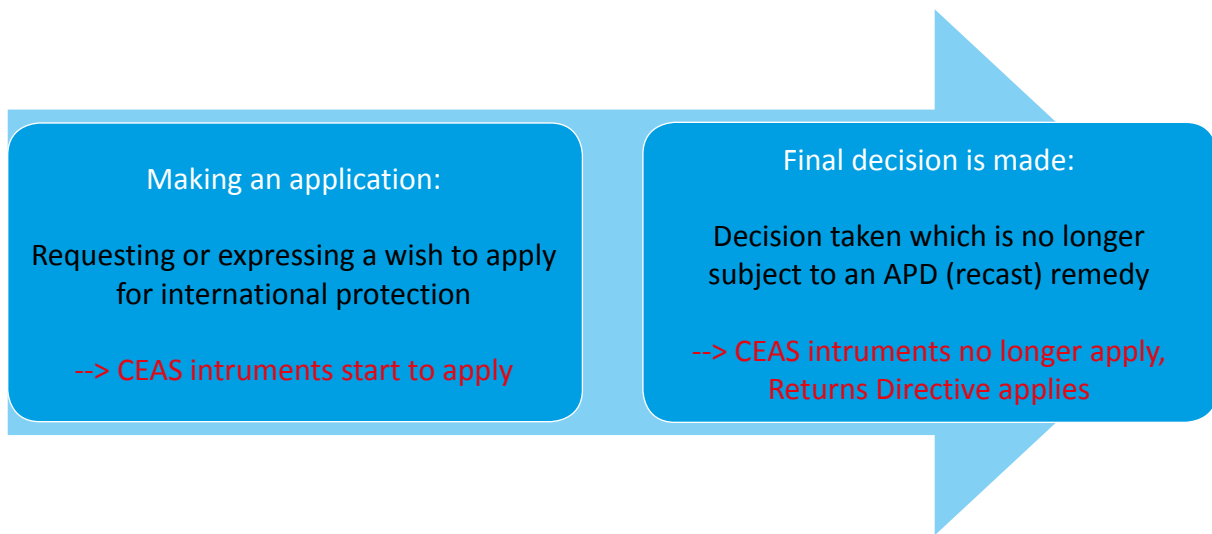 Making an application:
Requesting or expressing a wish to apply
for international protection
--> CEAS intruments start to apply
Final decision is made:
Decision taken which is no longer
subject to an APD (recast) remedy
--> CEAS intruments no longer apply,
Returns Directive applies